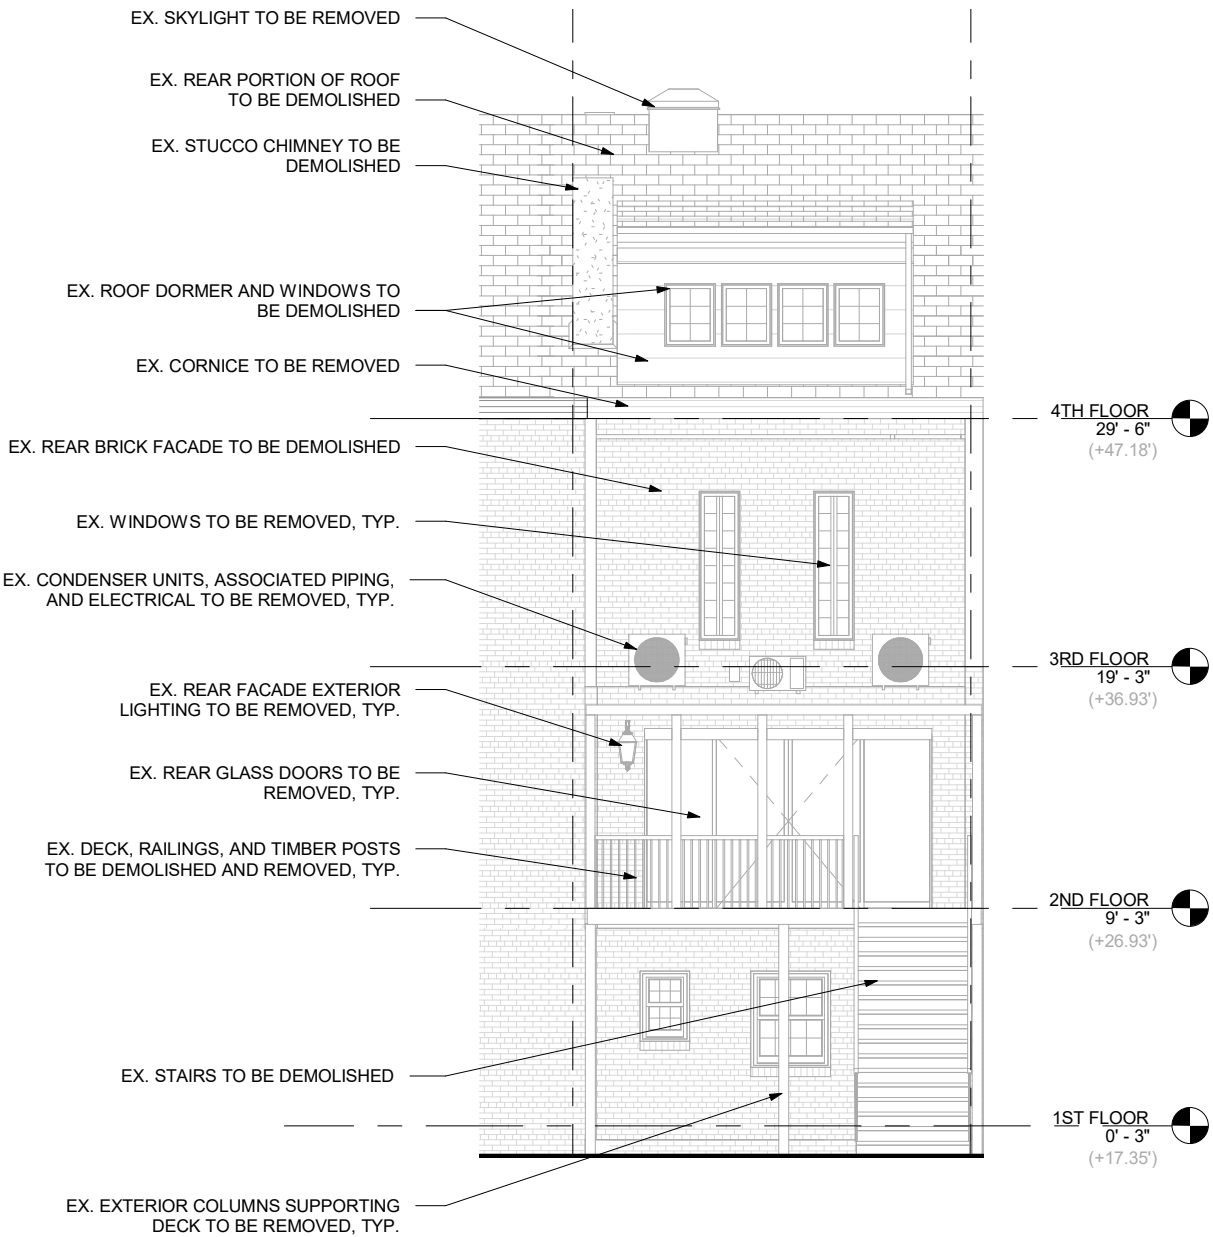 EX. SKYLIGHT TO BE REMOVED
EX. REAR PORTION OF ROOF
TO BE DEMOLISHED
EX. STUCCO CHIMNEY TO BE
DEMOLISHED
EX. ROOF DORMER AND WINDOWS TO
BE DEMOLISHED
EX. CORNICE TO BE REMOVED
4TH FLOOR
29' - 6"
(+47.18')
EX. REAR BRICK FACADE TO BE DEMOLISHED
EX. WINDOWS TO BE REMOVED, TYP.
EX. CONDENSER UNITS, ASSOCIATED PIPING,
AND ELECTRICAL TO BE REMOVED, TYP.
3RD FLOOR
19' - 3"
(+36.93')
EX. REAR FACADE EXTERIOR
LIGHTING TO BE REMOVED, TYP.
EX. REAR GLASS DOORS TO BE
REMOVED, TYP.
EX. DECK, RAILINGS, AND TIMBER POSTS
TO BE DEMOLISHED AND REMOVED, TYP.
2ND FLOOR
9' - 3"
(+26.93')
EX. STAIRS TO BE DEMOLISHED
1ST FLOOR
0' - 3"
(+17.35')
EX. EXTERIOR COLUMNS SUPPORTING
DECK TO BE REMOVED, TYP.